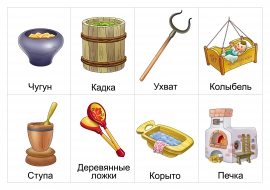 Чугун
Кадка
Ухват
Колыбель
Ступа
Деревянные
ложки
Корыто
Печка